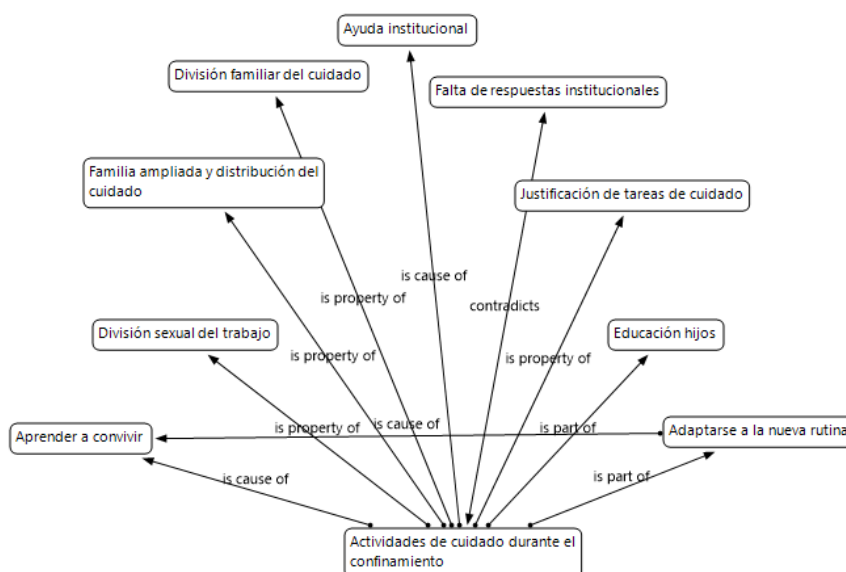 Ayuda institucional
División familiar del cuidado
Falta de respuestas institucionales
Familia ampliada y distribución del
cuidado
Justificación de tareas de cuidado
is cause of
is property of
contradicts
División sexual del trabajo
Educación hijos
is property of
is property of
is property of
is cause of
is part of
Aprender a convivir
Adaptarse a la nueva rutina
is cause of
is part of
Actividades de cuidado durante el
confinamiento